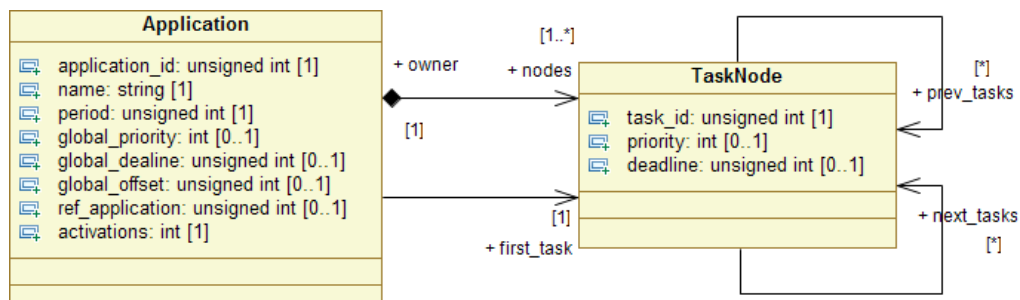 Application
application_id: unsigned int [1]
name: string [1]
period: unsigned int [1]
global_priority: int [0..1]
global_dealine: unsigned int [0..1]
global_offset: unsigned int [0..1]
ref_application: unsigned int [0..1]
activations: int [1]
+ owner
[1]
[1..*]
+ nodes
[1]
+ first_task
TaskNode
task_id: unsigned int [1]
priority: int [0..1]
deadline: unsigned int [0..1]
[*]
+ prev_tasks
+ next_tasks
[*]